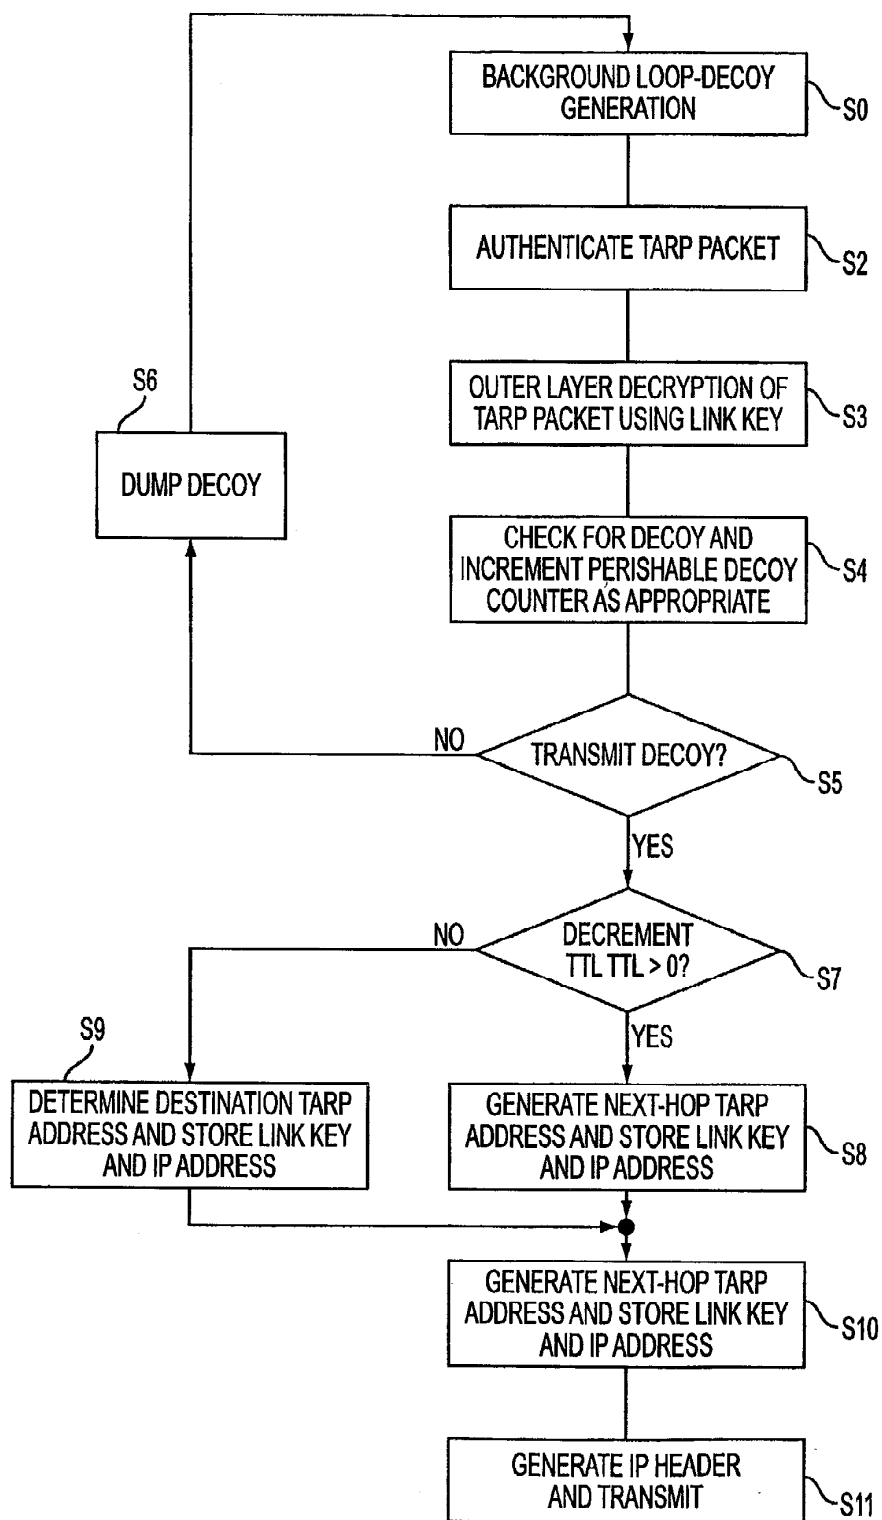 BACKGROUND LOOP-DECOY
GENERATION
S0
AUTHENTICATE TARP PACKET
S2
OUTER LAYER DECRYPTION OF
TARP PACKET USING LINK KEY
S3
S6
DUMP DECOY
CHECK FOR DECOY AND
INCREMENT PERISHABLE DECOY
COUNTER AS APPROPRIATE
S4
NO
TRANSMIT DECOY?
S5
YES
NO
DECREMENT
TTL TTL > 0?
S7
YES
S9
DETERMINE DESTINATION TARP
ADDRESS AND STORE LINK KEY
AND IP ADDRESS
GENERATE NEXT-HOP TARP
ADDRESS AND STORE LINK KEY
AND IP ADDRESS
S8
GENERATE NEXT-HOP TARP
ADDRESS AND STORE LINK KEY
AND IP ADDRESS
S10
GENERATE IP HEADER
AND TRANSMIT
S11